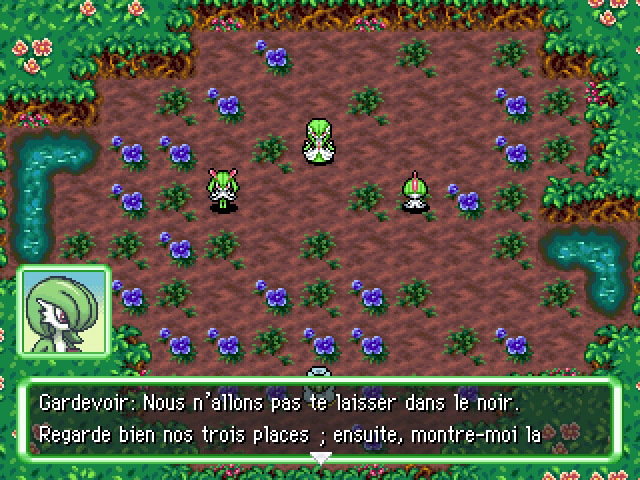 Gardevoir: Nous n'allons pas te laisser dans le noir.
Regarde bien nos trois places ; ensuite, montre-moi la